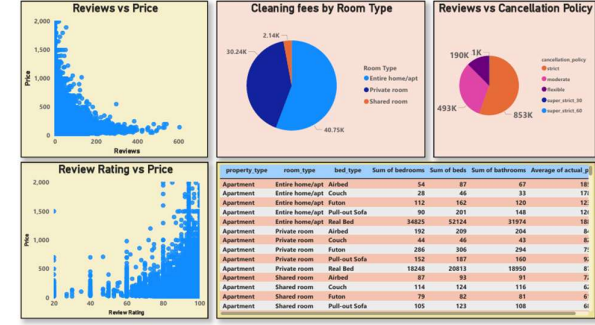 Reviews vs Price
2,000
1,500
1,000
500
0
Price
0
200
400
600
Reviews
Cleaning fees by Room Type
2.14K
30.24K
40.75K
Room Type
Entire home/apt
Private room
Shared room
Reviews vs Cancellation Policy
190K
1K
493K
853K
cancellation_policy
strict
moderate
flexible
super_strict_30
super_strict_60
Review Rating vs Price
2,000
1,500
1,000
500
0
Price
20
40
60
80
100
Review Rating
property_type room_type bed_type Sum of bedrooms Sum of beds Sum of bathrooms Average of actual_p
Apartment Entire home/apt Airbed 54 87 67
Apartment Entire home/apt Couch 28 46 33
Apartment Entire home/apt Futon 112 162 120
Apartment Entire home/apt Pull-out Sofa 90 201 148
Apartment Entire home/apt Real Bed 34825 52124 31974
Apartment Private room Airbed 192 209 204
Apartment Private room Couch 44 46 43
Apartment Private room Futon 286 306 294
Apartment Private room Pull-out Sofa 152 187 160
Apartment Private room Real Bed 18248 20813 18950
Apartment Shared room Airbed 87 93 91
Apartment Shared room Couch 114 124 116
Apartment Shared room Futon 79 82 81
Apartment Shared room Pull-out Sofa 105 123 108